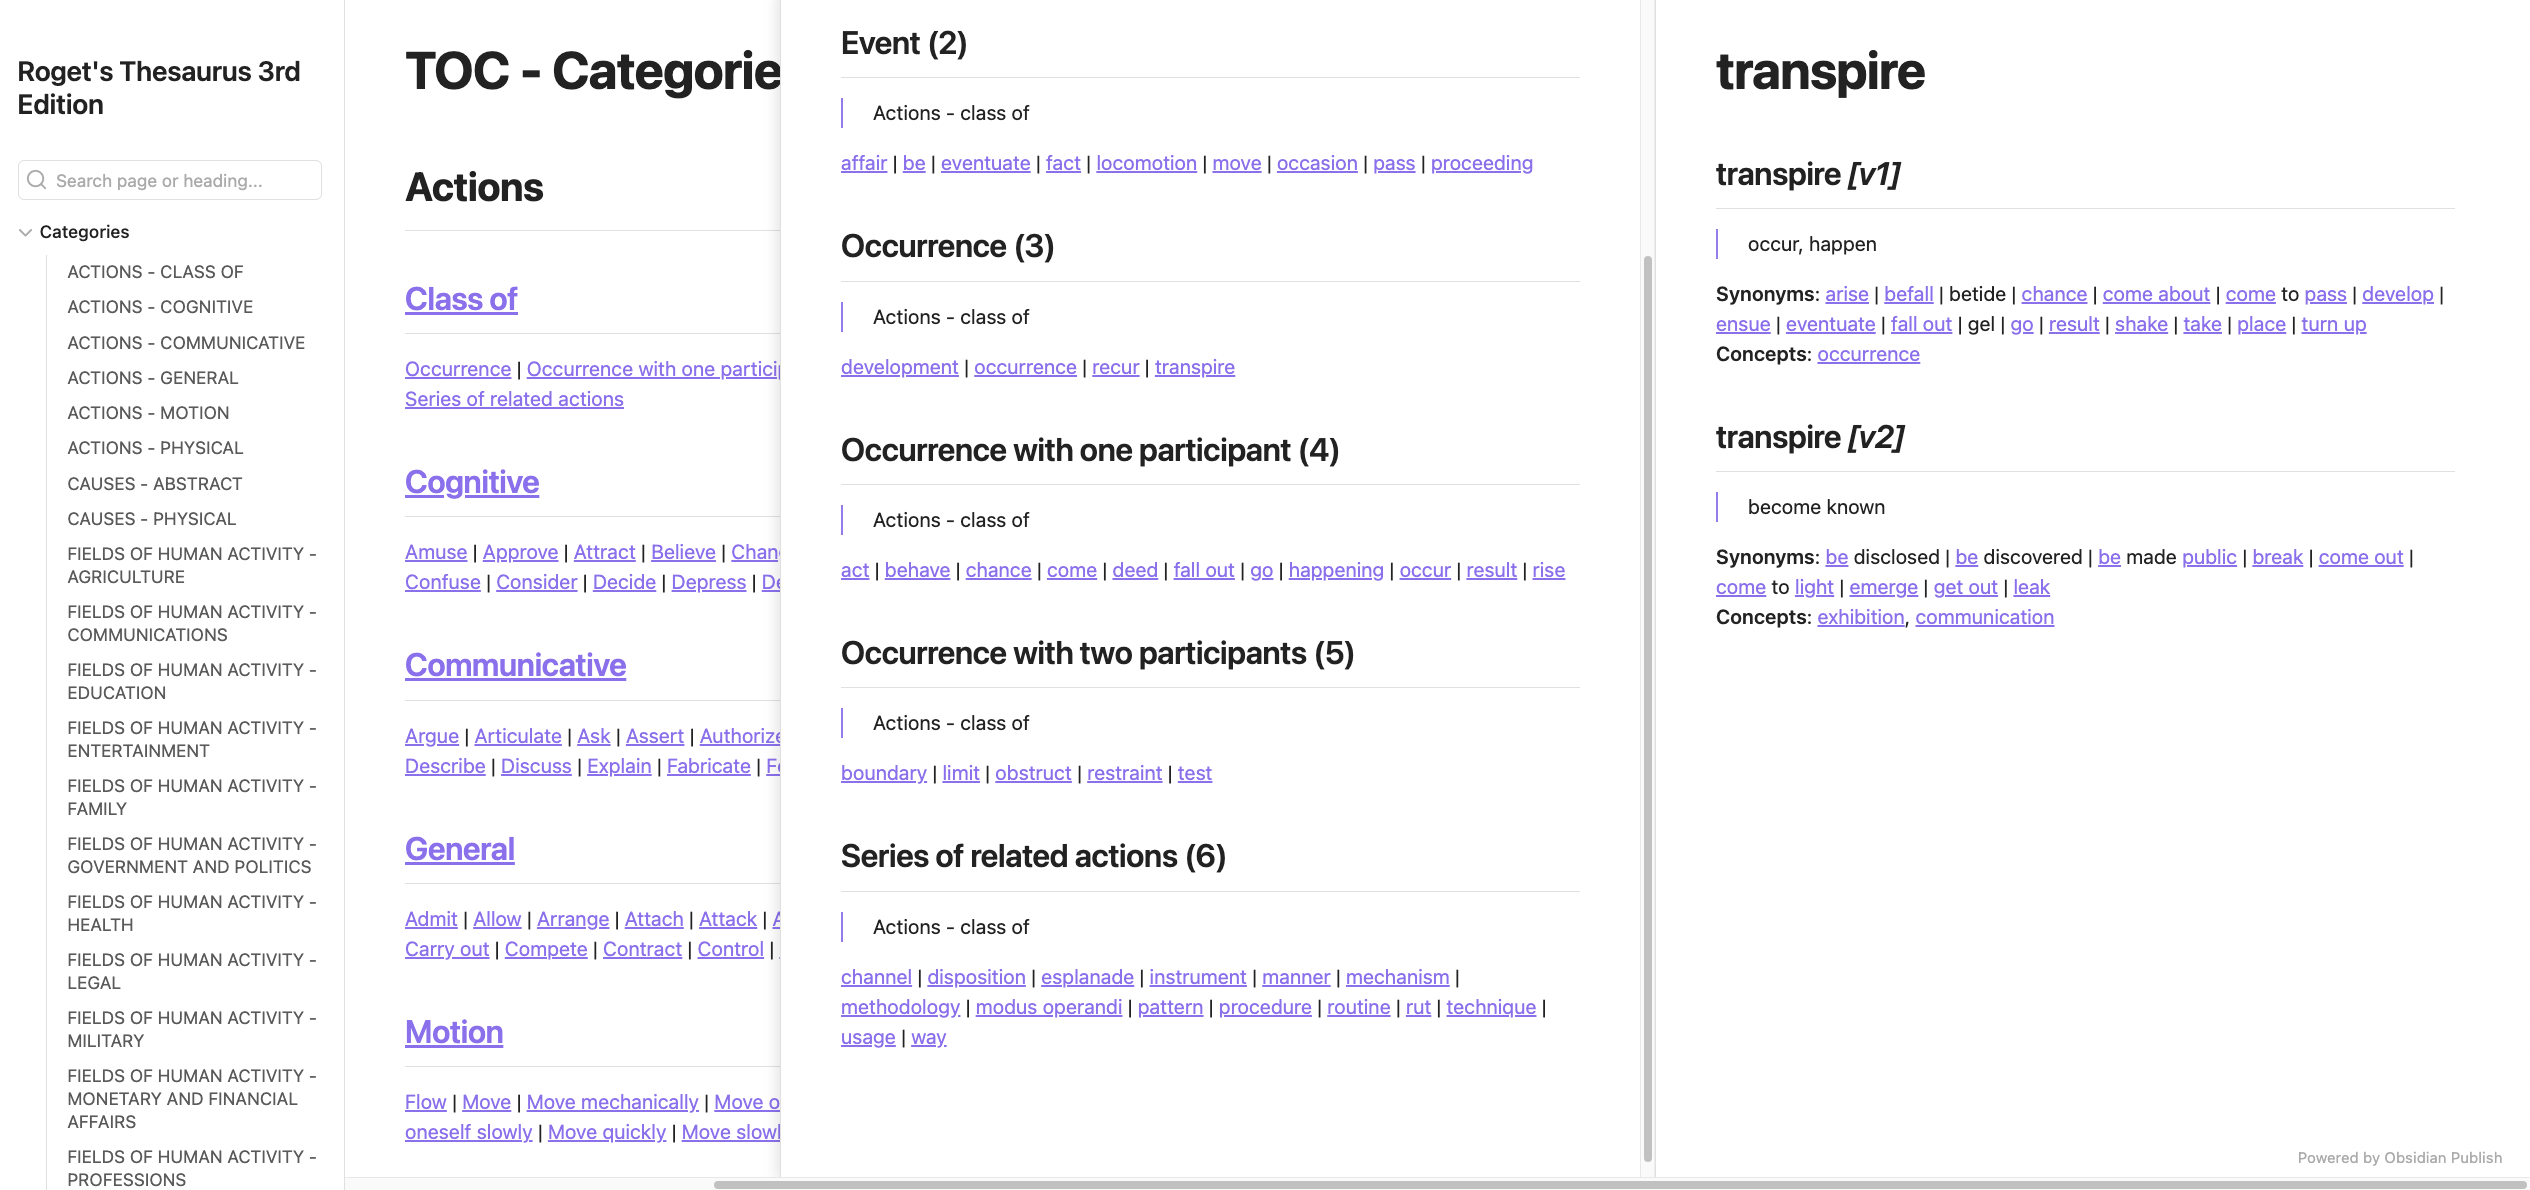 Roget's Thesaurus 3rd
Edition
Search page or heading...
Categories
ACTIONS - CLASS OF
ACTIONS - COGNITIVE
ACTIONS - COMMUNICATIVE
ACTIONS - GENERAL
ACTIONS - MOTION
ACTIONS - PHYSICAL
CAUSES - ABSTRACT
CAUSES - PHYSICAL
FIELDS OF HUMAN ACTIVITY -
AGRICULTURE
FIELDS OF HUMAN ACTIVITY -
COMMUNICATIONS
FIELDS OF HUMAN ACTIVITY -
EDUCATION
FIELDS OF HUMAN ACTIVITY -
ENTERTAINMENT
FIELDS OF HUMAN ACTIVITY -
FAMILY
FIELDS OF HUMAN ACTIVITY -
GOVERNMENT AND POLITICS
FIELDS OF HUMAN ACTIVITY -
HEALTH
FIELDS OF HUMAN ACTIVITY -
LEGAL
FIELDS OF HUMAN ACTIVITY -
MILITARY
FIELDS OF HUMAN ACTIVITY -
MONETARY AND FINANCIAL
AFFAIRS
FIELDS OF HUMAN ACTIVITY -
PROFESSIONS
TOC - Categorie
Actions
Class of
Occurrence | Occurrence with one
Series of related actions
Cognitive
Amuse | Approve | Attract | Believe |
Confuse | Consider | Decide | Depress |
Communicative
Argue | Articulate | Ask | Assert | Authorize
Describe | Discuss | Explain | Fabricate |
General
Admit | Allow | Arrange | Attach | Attack |
Carry out | Compete | Contract | Control |
Motion
Flow | Move | Move mechanically | Move
oneself slowly | Move quickly | Move
Event (2)
Actions - class of
affair | be | eventuate | fact | locomotion | move | occasion | pass | proceeding
Occurrence (3)
Actions - class of
development | occurrence | recur | transpire
Occurrence with one participant (4)
Actions - class of
act | behave | chance | come | deed | fall out | go | happening | occur | result | rise
Occurrence with two participants (5)
Actions - class of
boundary | limit | obstruct | restraint | test
Series of related actions (6)
Actions - class of
channel | disposition | esplanade | instrument | manner | mechanism |
methodology | modus operandi | pattern | procedure | routine | rut | technique |
usage | way
transpire
transpire [v1]
occur, happen
Synonyms: arise | befall | betide | chance | come about | come to pass | develop |
ensue | eventuate | fall out | gel | go | result | shake | take | place | turn up
Concepts: occurrence
transpire [v2]
become known
Synonyms: be disclosed | be discovered | be made public | break | come out |
come to light | emerge | get out | leak
Concepts: exhibition, communication
Powered by Obsidian Publish